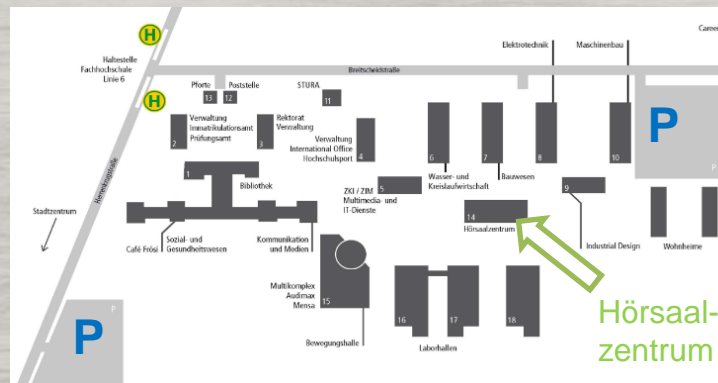 H
Haltestelle
Fachhochschule
Linie 6
H
Elektrotechnik
Maschinenbau
Career
Breitscheidstraße
Pforte
Poststelle
STURA
13
12
11
Verwaltung
Immatrikulationsamt
Prüfungsamt
2
Rektorat
Verwaltung
3
Verwaltung
International Office
Hochschulsport
4
6
7
8
10
P
P
Herrenkrugstraße
1
Bibliothek
Wasser- und
Kreislaufwirtschaft
Bauwesen
5
ZKI / ZIM
Multimedia- und
IT-Dienste
9
Stadtzentrum
14
Hörsaalzentrum
Café Frösi
Sozial- und
Gesundheitswesen
Kommunikation
und Medien
Industrial Design
Wohnheime
Multikomplex
Audimax
Mensa
15
P
P
16
17
18
Hörsaal-
zentrum
Bewegungshalle
Laborhallen